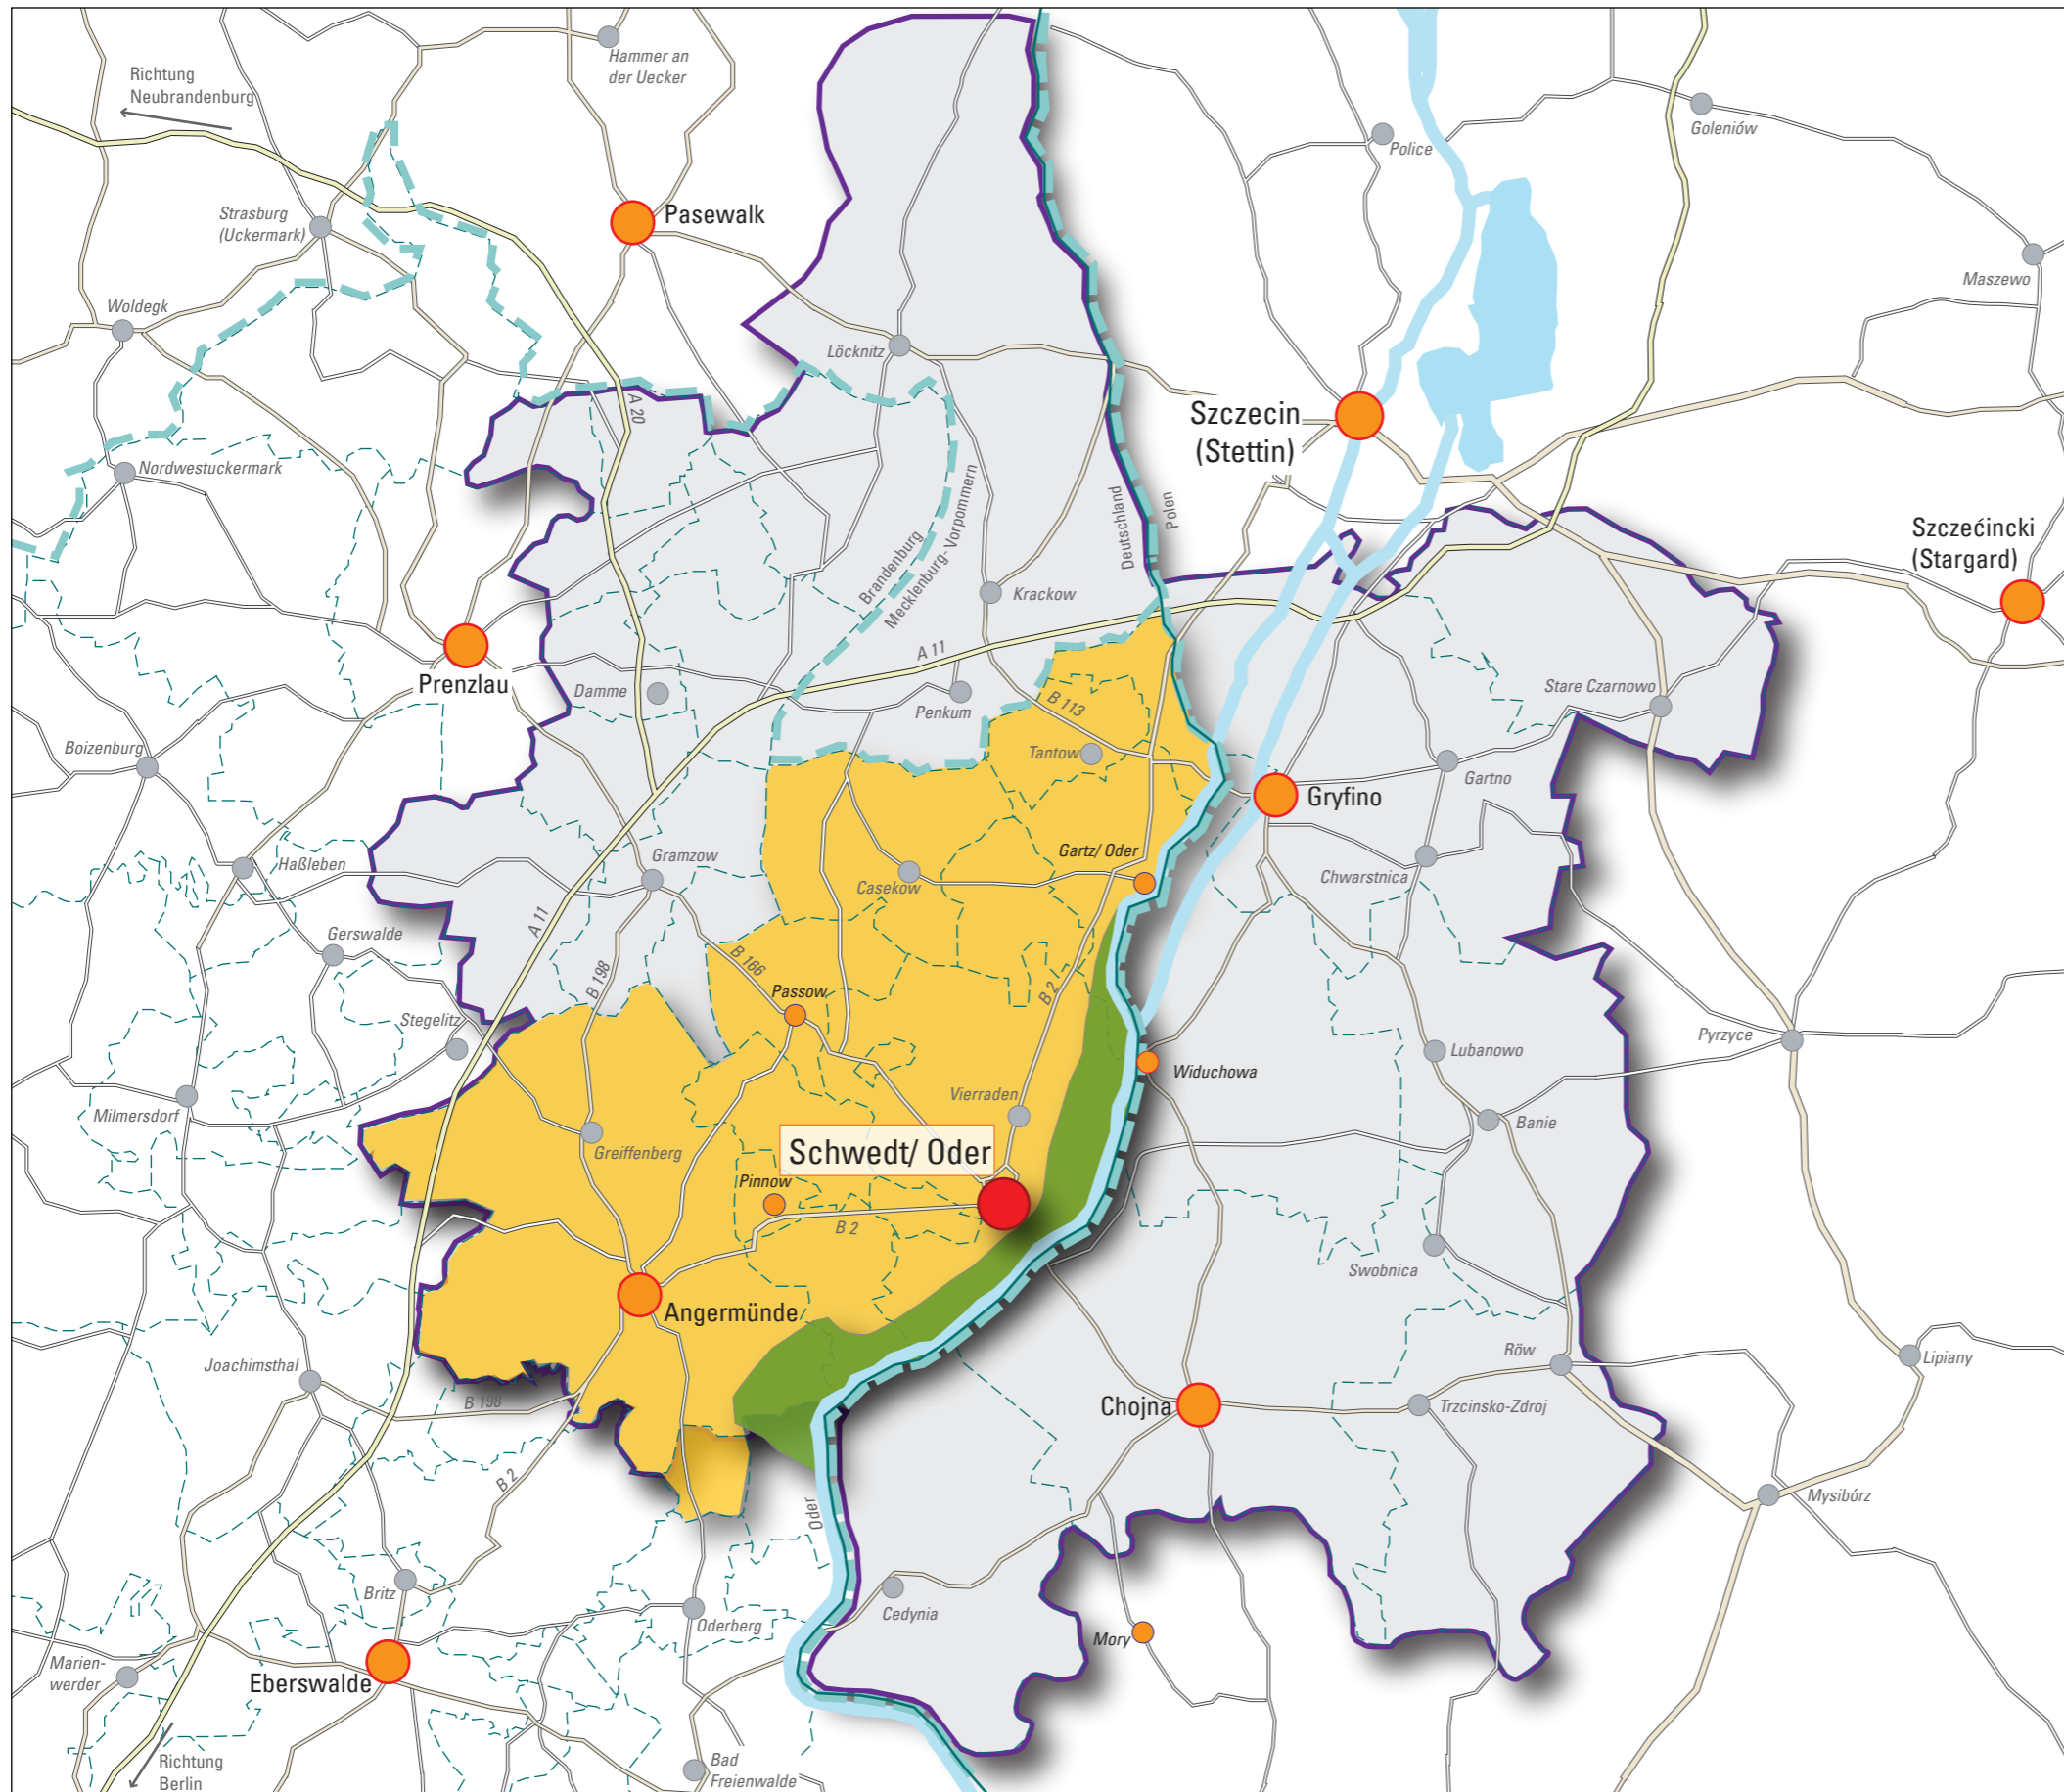 Hammer an
der Uecker
Richtung
Neubrandenburg
Goleniów
Police
Strasburg
(Uckermark)
Pasewalk
Maszewo
Woldegk
Löcknitz
A 20
Szczecin
(Stettin)
Nordwestuckermark
Deutschland
Polen
Brandenburg
Mecklenburg-Vorpommern
Szczećincki
(Stargard)
Krackow
A 11
Prenzlau
Damme
Penkum
B 113
Stare Czarnowo
Boizenburg
Tantow
Gartno
Gryfino
Gartz/ Oder
Haßleben
Gramzow
Casekow
Chwarstnica
A 11
Gerswalde
B 198
B 166
Passow
B 2
Stegelitz
Pyrzyce
Lubanowo
Widuchowa
Milmersdorf
Vierraden
Banie
Greiffenberg
Schwedt/ Oder
Pinnow
B 2
Swobnica
Angermünde
Joachimsthal
Röw
Lipiany
B 198
Chojna
Trzcinsko-Zdroj
B 2
Oder
Mysibórz
Britz
Oderberg
Cedynia
Mory
Marien-
werder
Eberswalde
Richtung
Berlin
Bad
Freienwalde